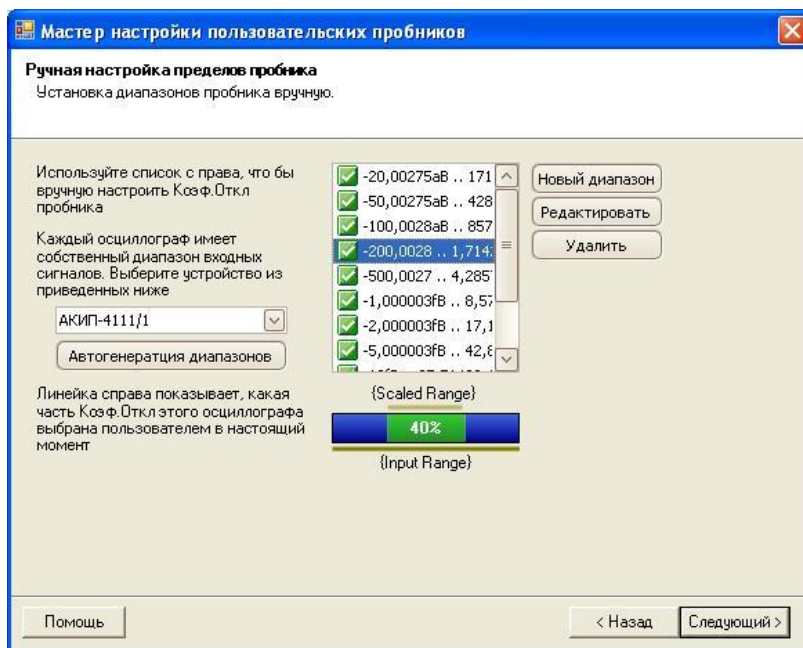 Мастер настройки пользовательских пробников
Ручная настройка пределов пробника
Установка диапазонов пробника вручную.
Используйте список с права, что бы
вручную настроить Коэф.Откл
пробника
Каждый осциллограф имеет
собственный диапазон входных
сигналов. Выберите устройство из
приведенных ниже
АКИП-4111/1
Автогенератция диапазонов
Линейка справа показывает, какая
часть Коэф.Откл этого осциллографа
выбрана пользователем в настоящий
момент
-20,00275аВ .. 171
-50,00275аВ .. 428
-100,0028аВ .. 857
-200,0028 .. 1,714
-500,0027 .. 4,285
-1,000003fВ .. 8,57
-2,000003fВ .. 17,1
-5,000003fВ .. 42,8
{Scaled Range}
40%
{Input Range}
Новый диапазон
Редактировать
Удалить
Помощь
< Назад
Следующий >